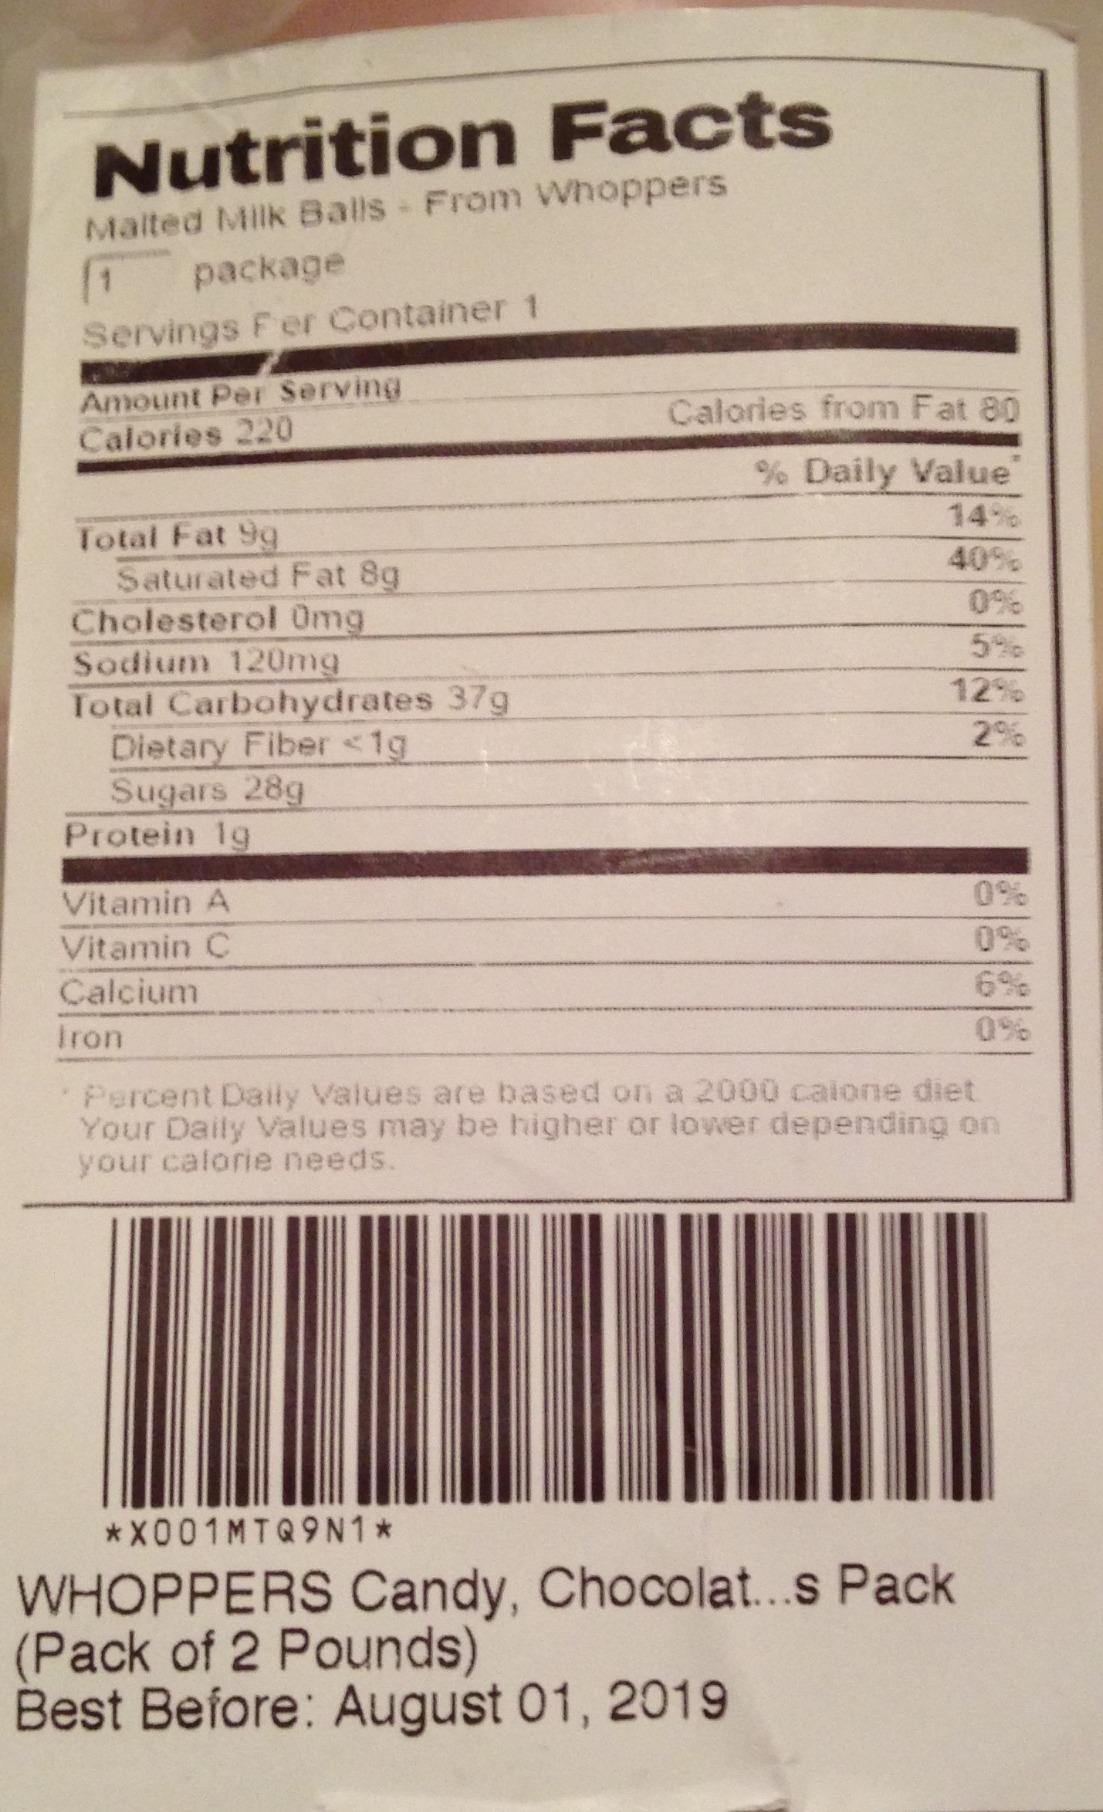 Nutrition Facts
Malted Milk Balls - From Whoppers
1 package
Servings Per Container 1
Amount Per Serving
Calories 220 Calories from Fat 80
% Daily Value*
Total Fat 9g 14%
Saturated Fat 8g 40%
Cholesterol 0mg 0%
Sodium 120mg 5%
Total Carbohydrates 37g 12%
Dietary Fiber <1g 2%
Sugars 28g
Protein 1g
Vitamin A 0%
Vitamin C 0%
Calcium 6%
Iron 0%
* Percent Daily Values are based on a 2000 calorie diet
Your Daily Values may be higher or lower depending on
your calorie needs.
*X001MTQ9N1*
WHOPPERS Candy, Chocolat...s Pack
(Pack of 2 Pounds)
Best Before: August 01, 2019